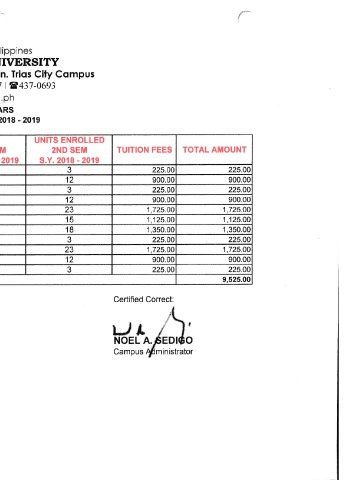 lippines
IVERSITY
n. Trias City Campus
7 | ☎437-0693
.ph
ARS
2018 - 2019
M 2019 | UNITS ENROLLED 2ND SEM S.Y. 2018 - 2019 | TUITION FEES | TOTAL AMOUNT
3 225.00 225.00
12 900.00 900.00
3 225.00 225.00
12 900.00 900.00
23 1,725.00 1,725.00
15 1,125.00 1,125.00
18 1,350.00 1,350.00
3 225.00 225.00
23 1,725.00 1,725.00
12 900.00 900.00
3 225.00 225.00
9,525.00
Certified Correct:
NOEL A. SEDIGO
Campus Administrator